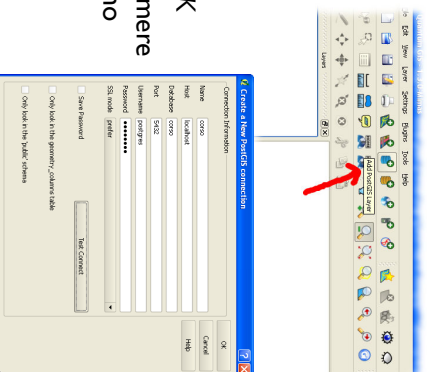 File Edit View Layer Settings Plugins Tools Help
Add PostGIS Layer
Layers
K
mere
no
Create a New PostGIS connection
Connection Information
Name corso
Host localhost
Database corso
Port 5432
Username postgres
Password ••••••••
SSL mode prefer
Save Password
Test Connect
Only look in the geometry_columns table
Only look in the 'public' schema
OK
Cancel
Help